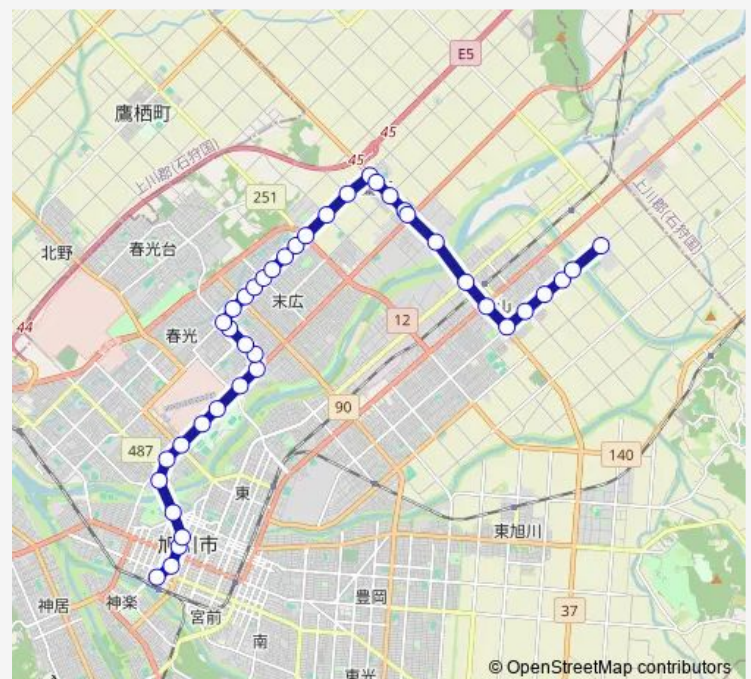 E5
鷹栖町
45
45
上川郡(石狩国)
上川郡(石狩国)
251
北野
春光台
末広
山
44
春光
12
90
487
東
140
旭川市
東旭川
神居
神楽
宮前
豊岡
37
南
東光
© OpenStreetMap contributors